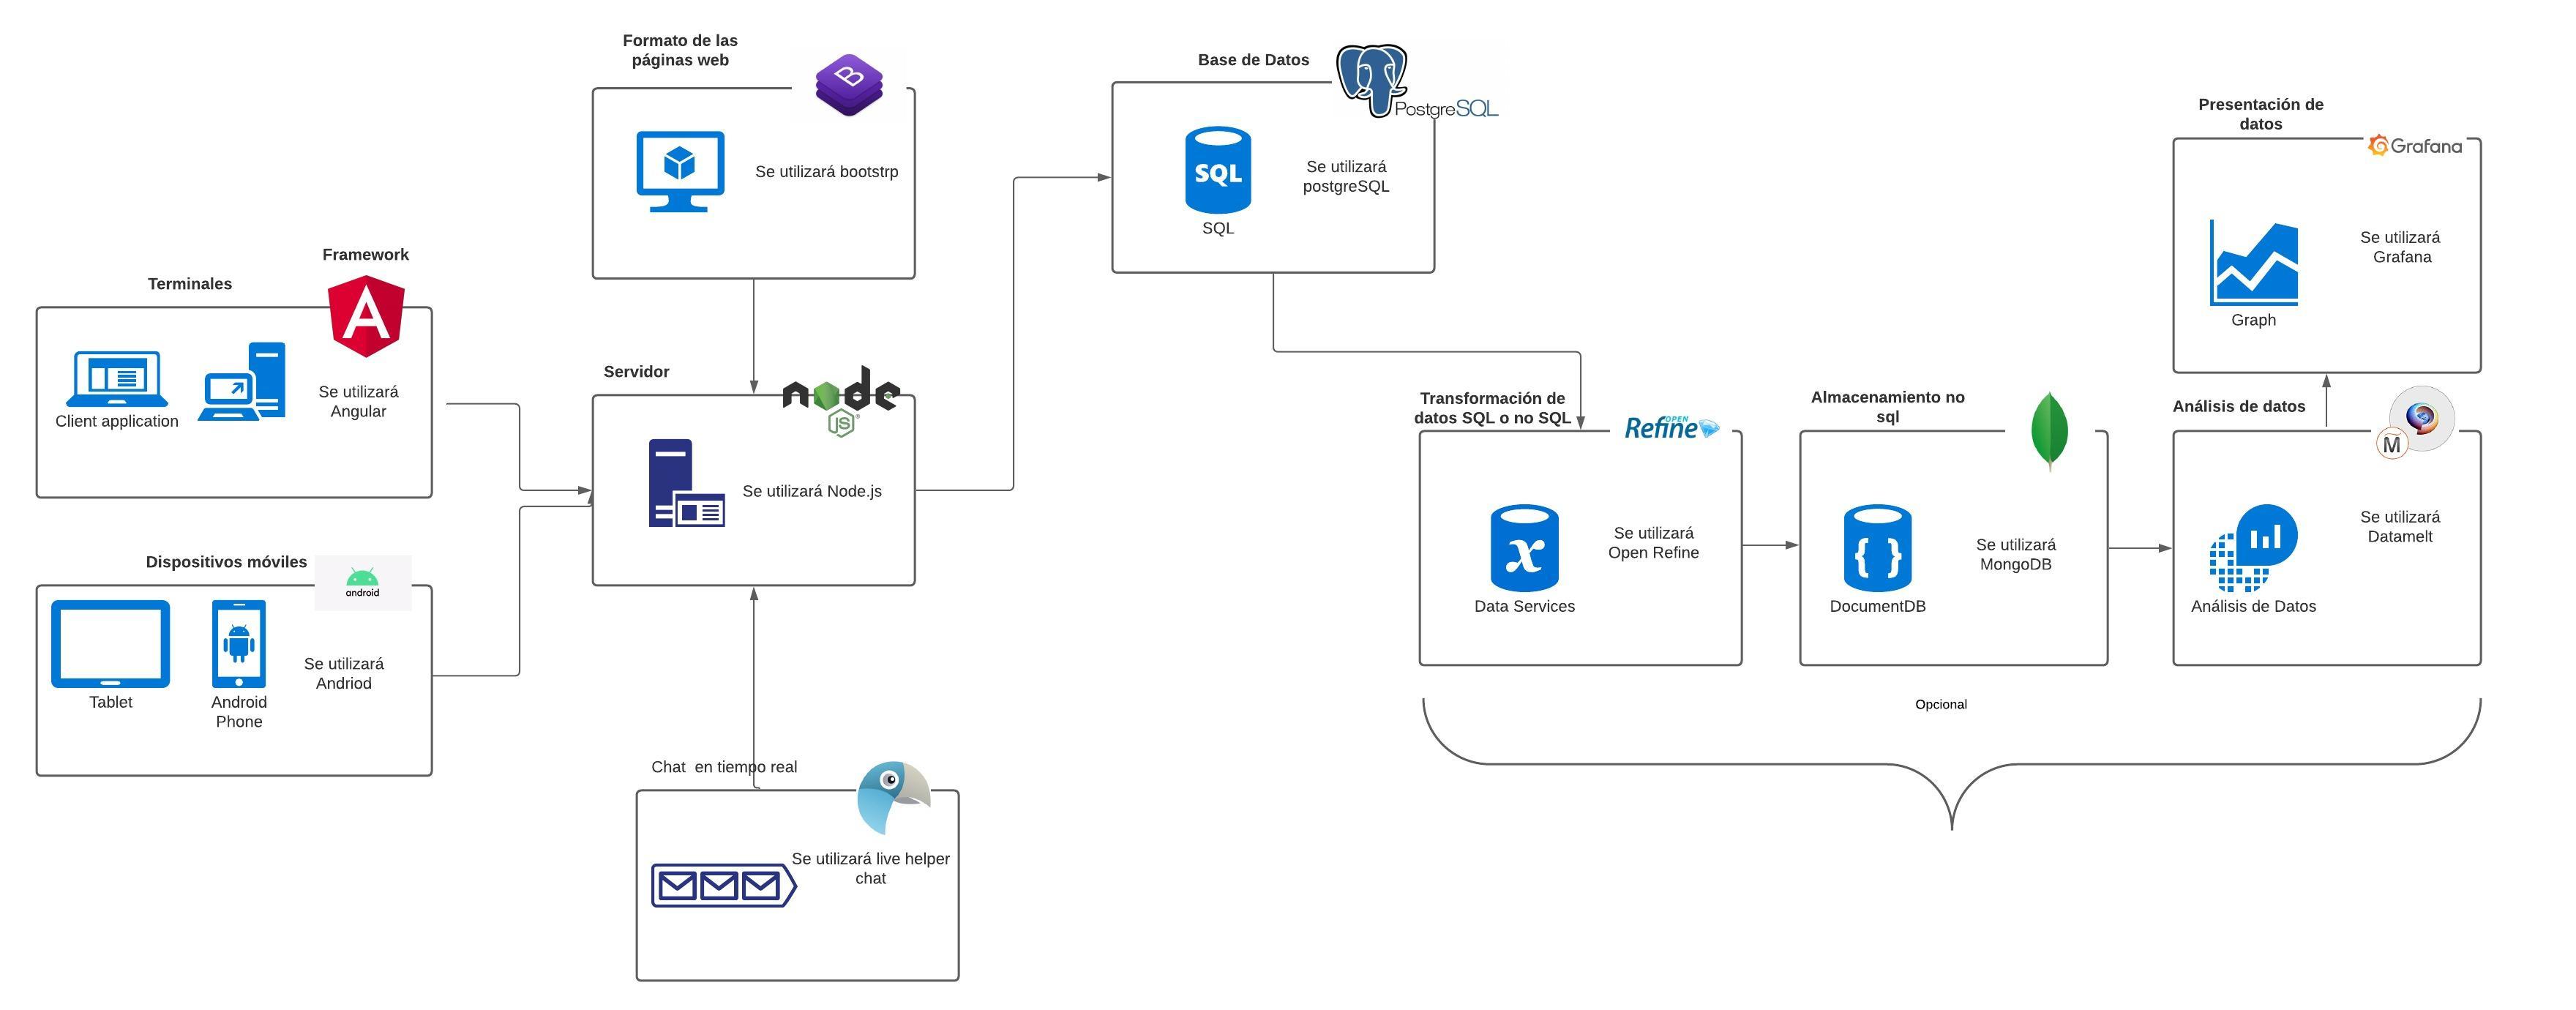 Formato de las
páginas web
B
Se utilizará bootstrp
Base de Datos
PostgreSQL
SQL
Se utilizará
postgreSQL
SQL
Presentación de
datos
Grafana
Se utilizará
Grafana
Graph
Framework
Terminales
A
Client application
Se utilizará
Angular
Servidor
node
JS
Se utilizará Node.js
Dispositivos móviles
android
Tablet
Android
Phone
Se utilizará
Andriod
Chat  en tiempo real
Se utilizará live helper
chat
Transformación de
datos SQL o no SQL
OPEN
Refine
x
Se utilizará
Open Refine
Data Services
Almacenamiento no
sql
{ }
Se utilizará
MongoDB
DocumentDB
Análisis de datos
M
Se utilizará
Datamelt
Análisis de Datos
Opcional